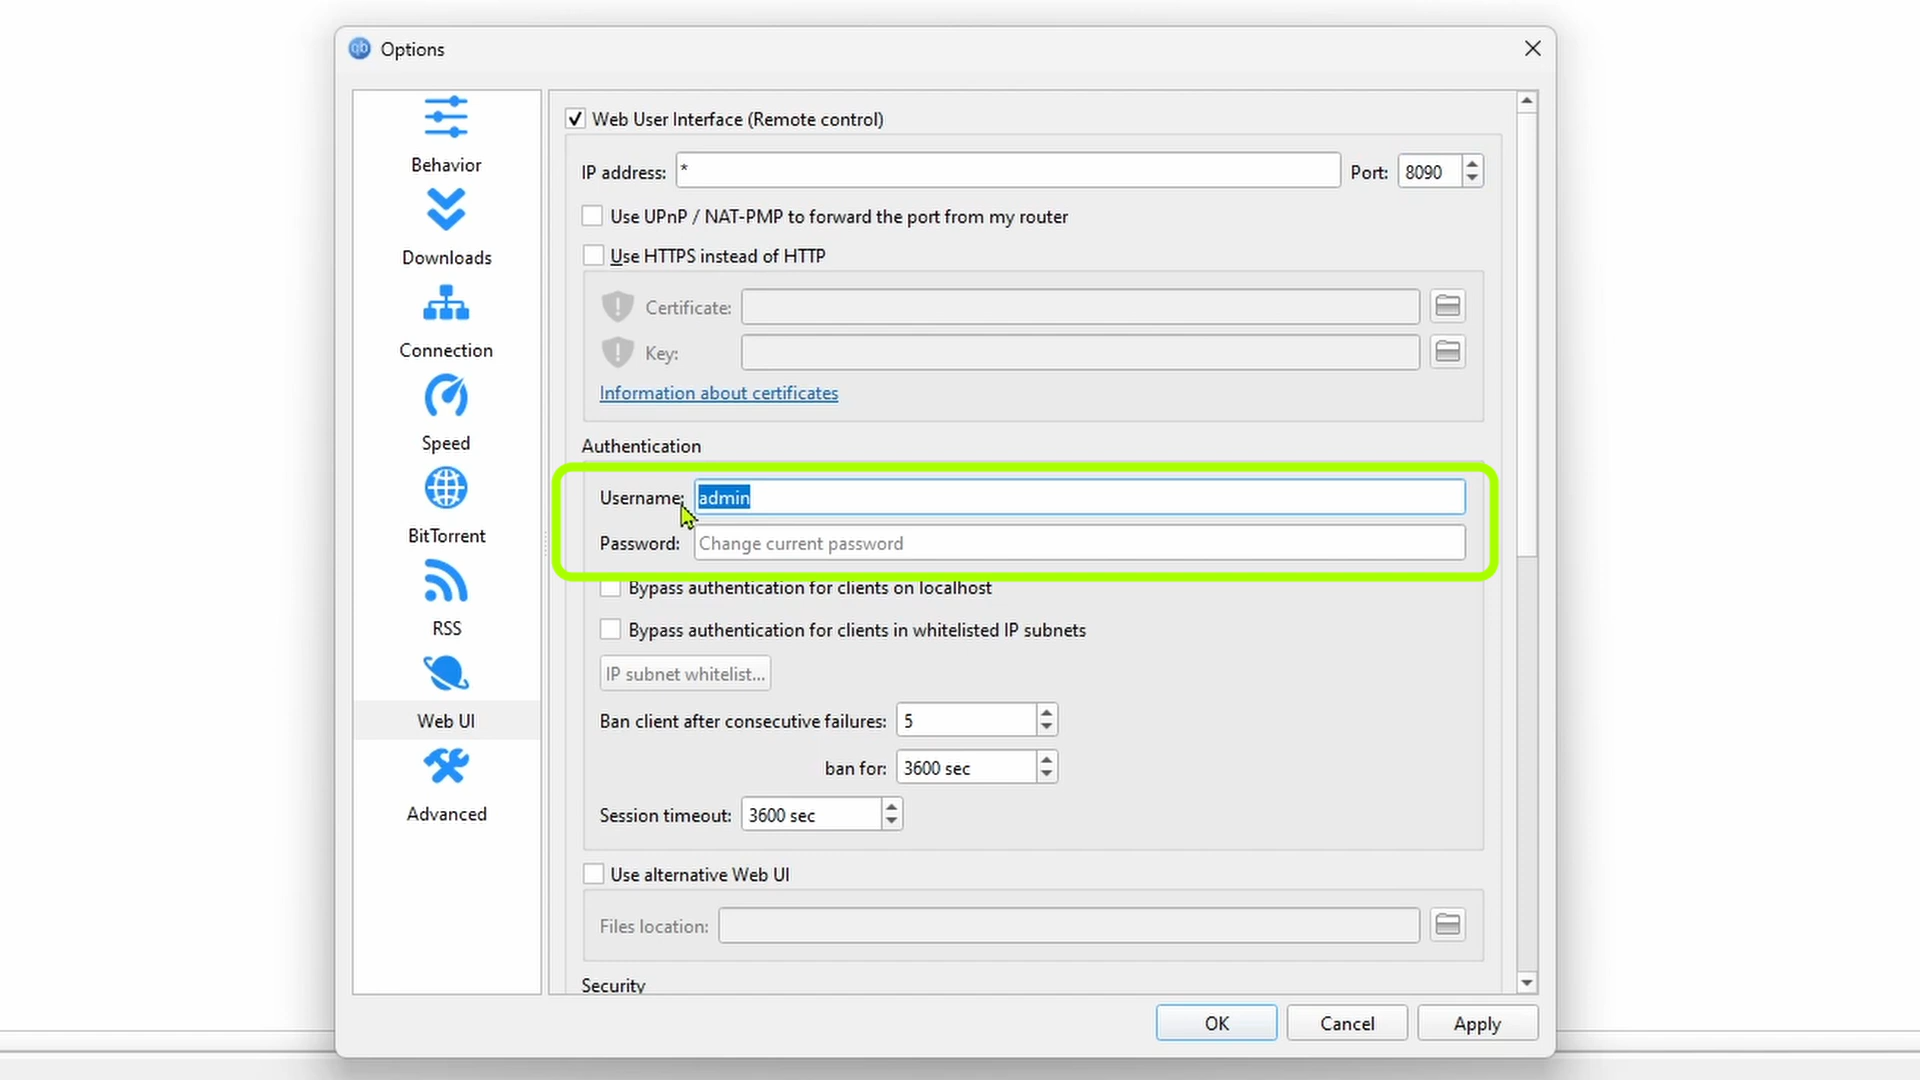 qb Options
Behavior
Downloads
Connection
Speed
BitTorrent
RSS
Web UI
Advanced
Web User Interface (Remote control)
IP address: * Port: 8090
Use UPnP / NAT-PMP to forward the port from my router
Use HTTPS instead of HTTP
Certificate:
Key:
Information about certificates
Authentication
Username: admin
Password: Change current password
Bypass authentication for clients on localhost
Bypass authentication for clients in whitelisted IP subnets
IP subnet whitelist...
Ban client after consecutive failures: 5
ban for: 3600 sec
Session timeout: 3600 sec
Use alternative Web UI
Files location:
Security
OK Cancel Apply